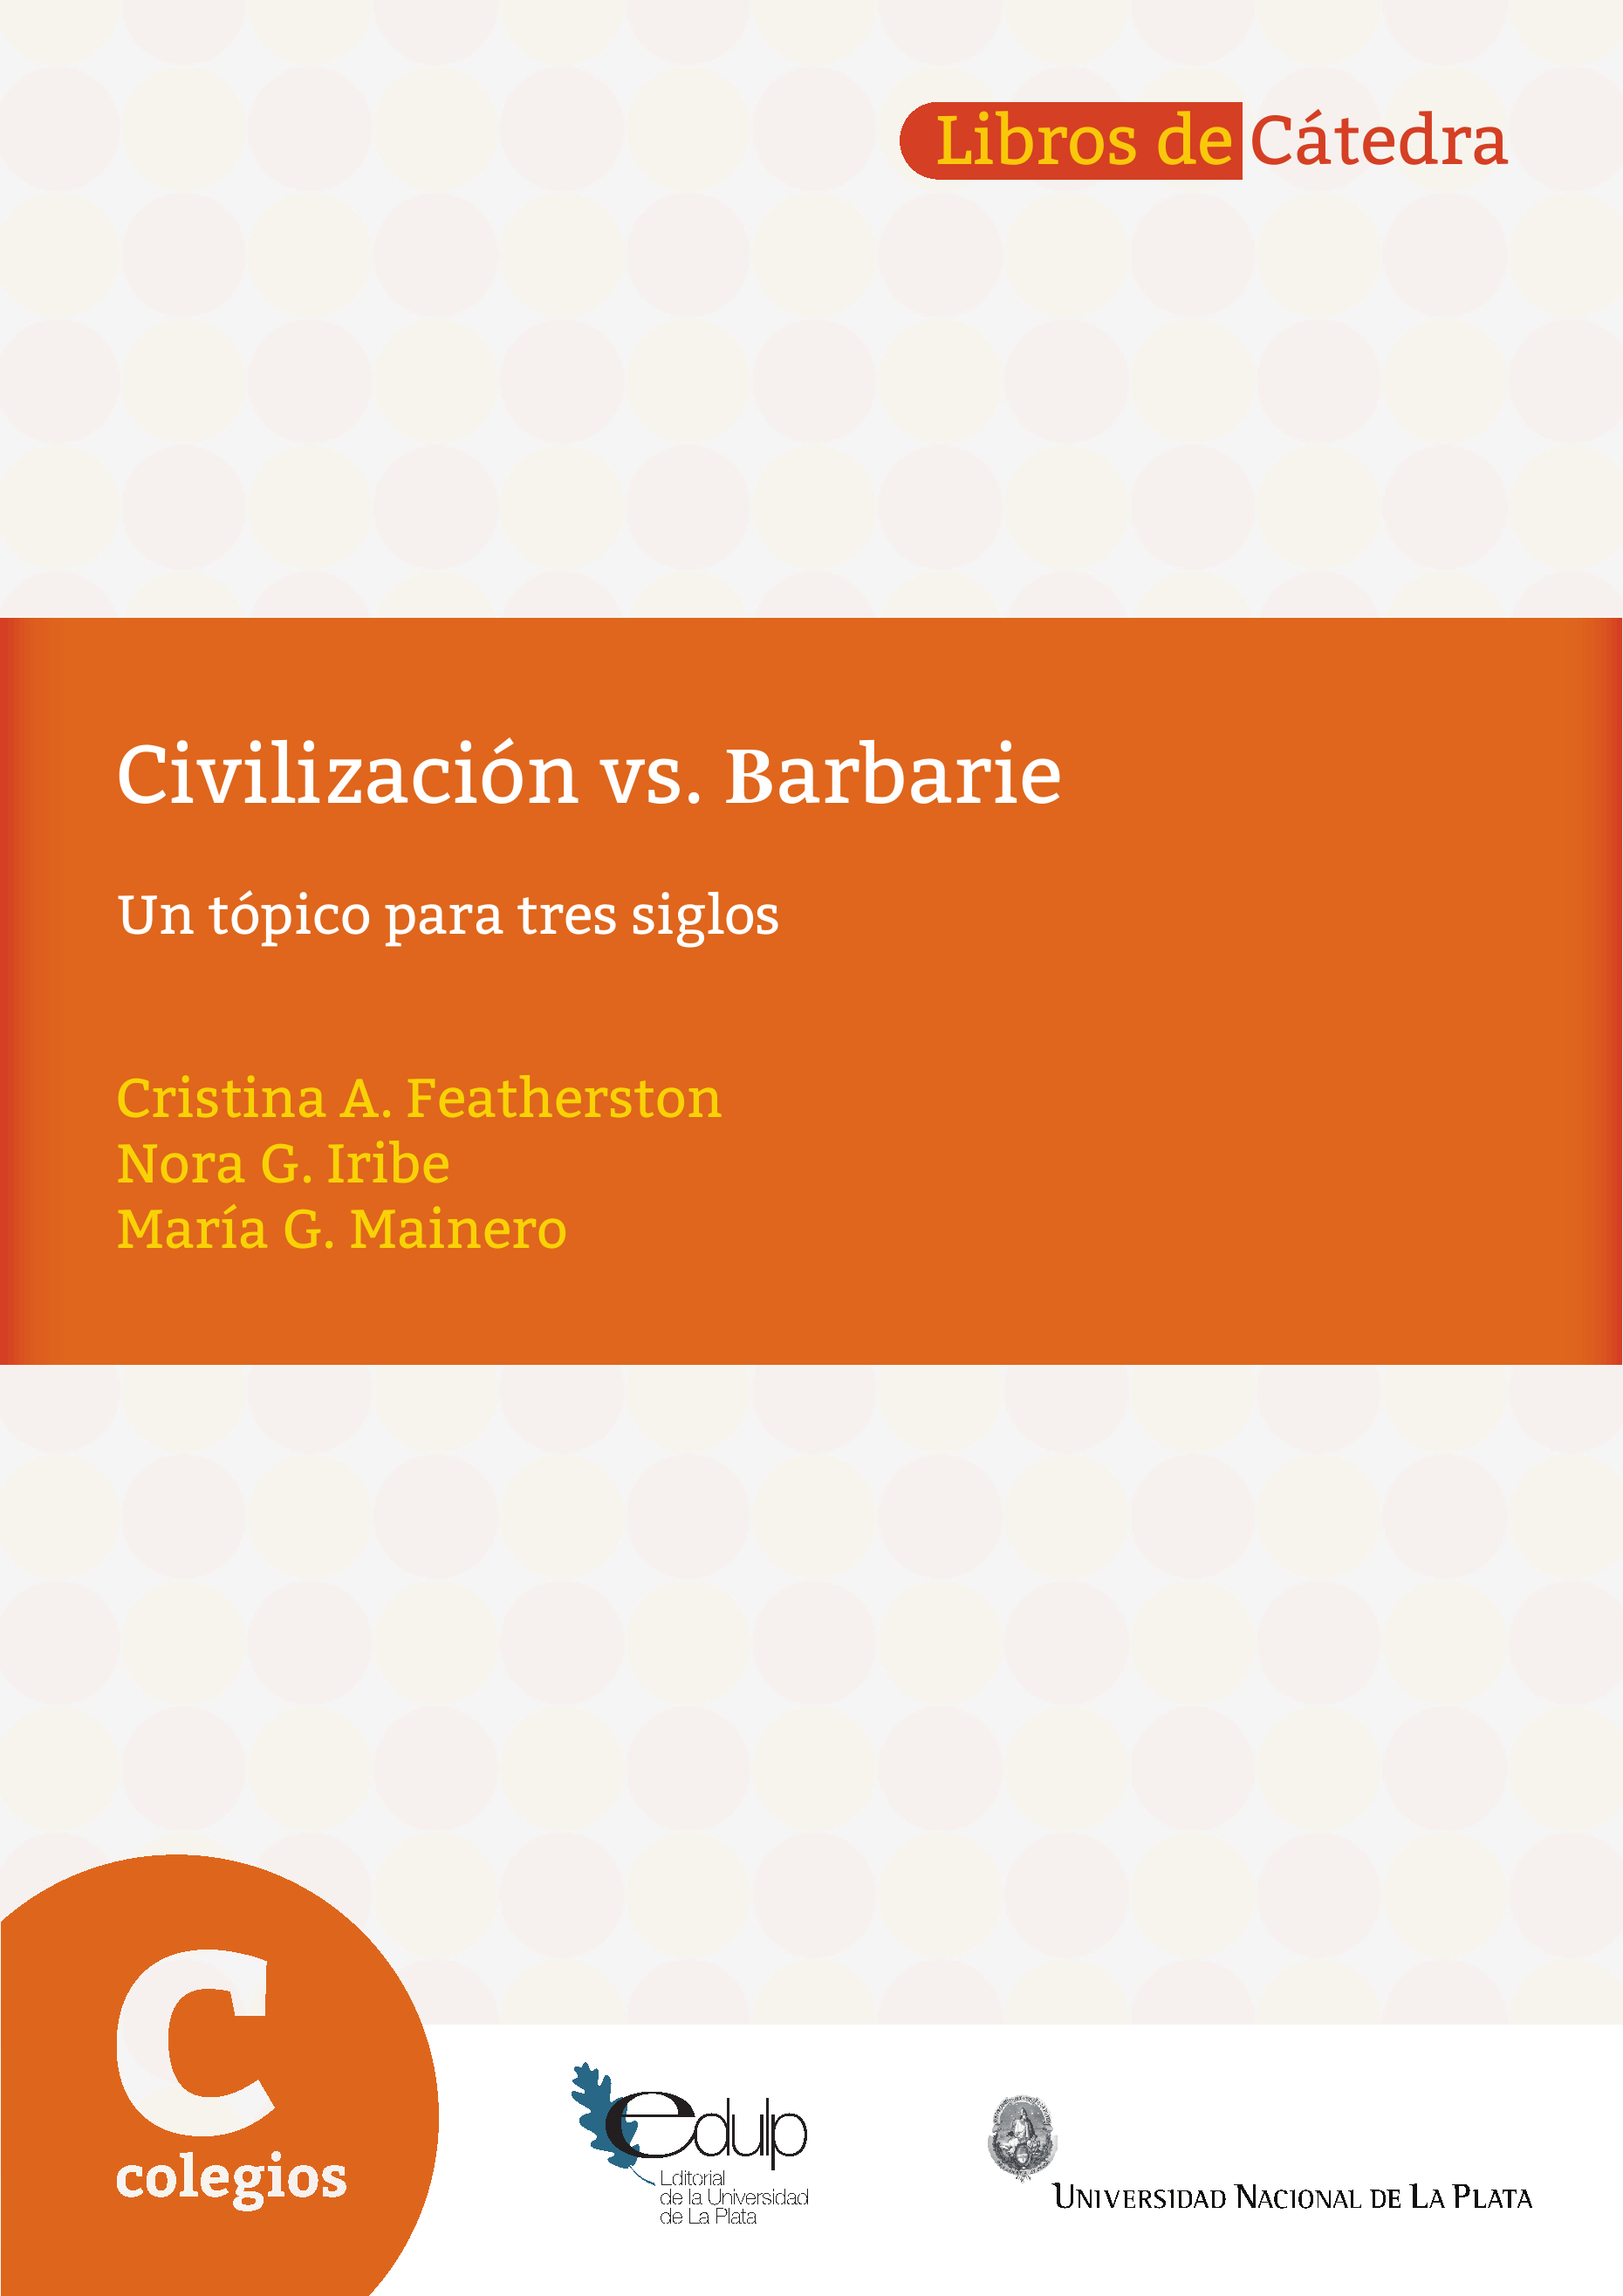 Libros de Cátedra
Civilización vs. Barbarie
Un tópico para tres siglos
Cristina A. Featherston
Nora G. Iribe
María G. Mainero
C
colegios
edulp
Editorial
de la Universidad
de La Plata
UNIVERSIDAD NACIONAL DE LA PLATA